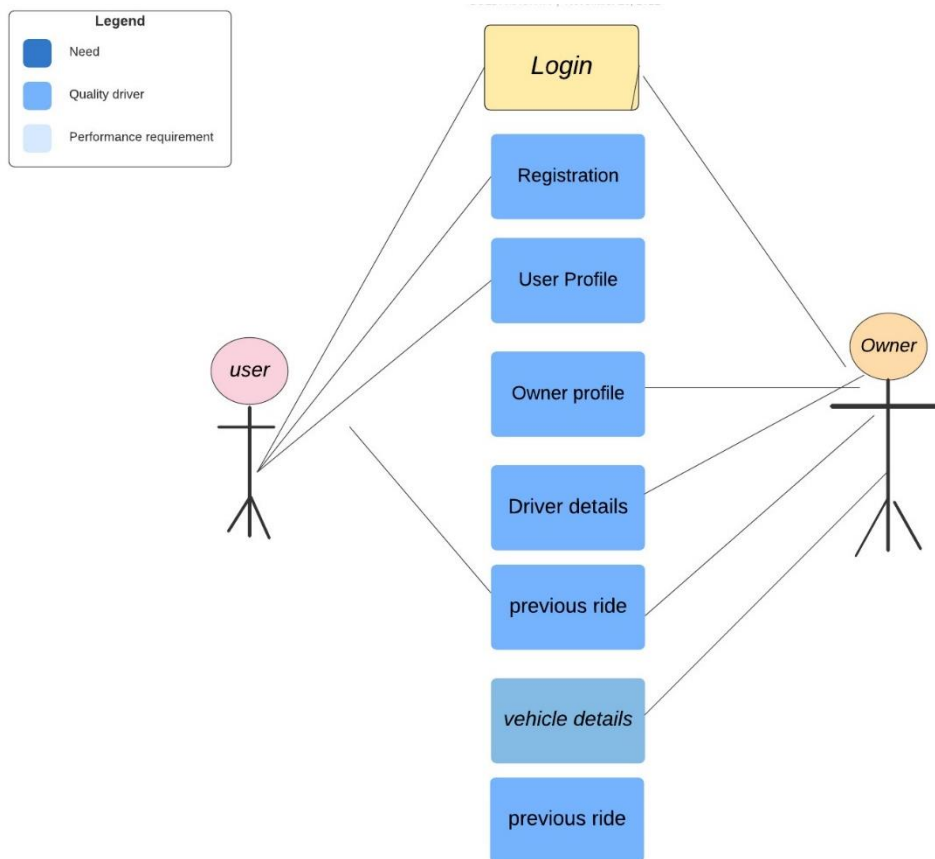 Legend
Need
Quality driver
Performance requirement
Login
Registration
User Profile
user
Owner
Owner profile
Driver details
previous ride
vehicle details
previous ride